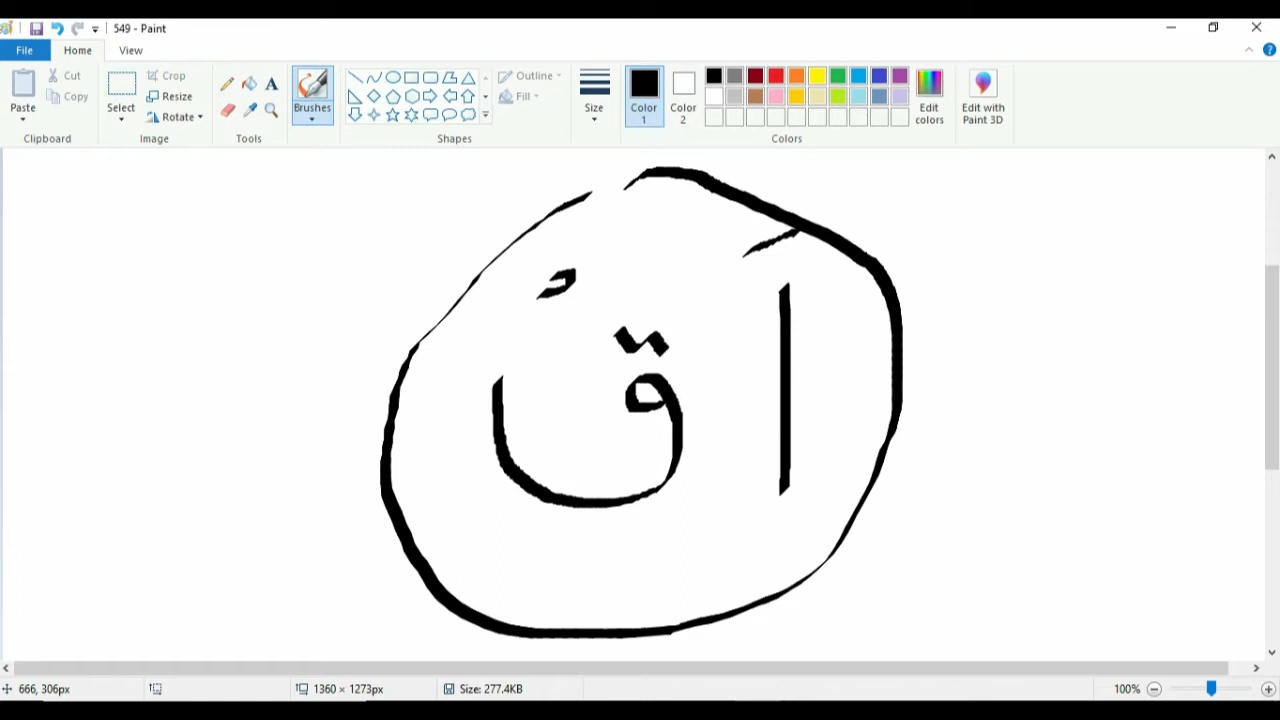 549 - Paint
File Home View
Paste Cut Copy Clipboard
Select Crop Resize Rotate Image
Tools
Brushes
Outline Fill Shapes
Size
Color 1 Color 2 Edit colors Colors
Edit with Paint 3D
اَ قُ
666, 306px 1360 × 1273px Size: 277.4KB 100%